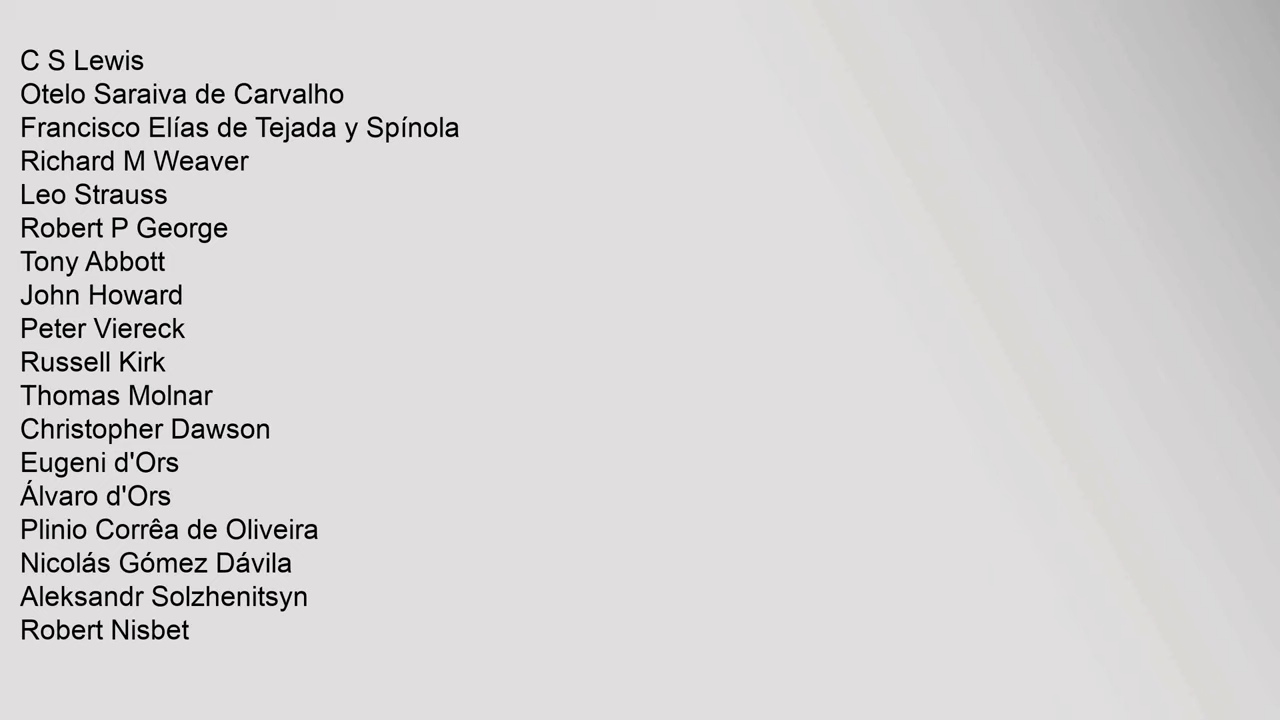 C S Lewis
Otelo Saraiva de Carvalho
Francisco Elías de Tejada y Spínola
Richard M Weaver
Leo Strauss
Robert P George
Tony Abbott
John Howard
Peter Viereck
Russell Kirk
Thomas Molnar
Christopher Dawson
Eugeni d'Ors
Álvaro d'Ors
Plinio Corrêa de Oliveira
Nicolás Gómez Dávila
Aleksandr Solzhenitsyn
Robert Nisbet